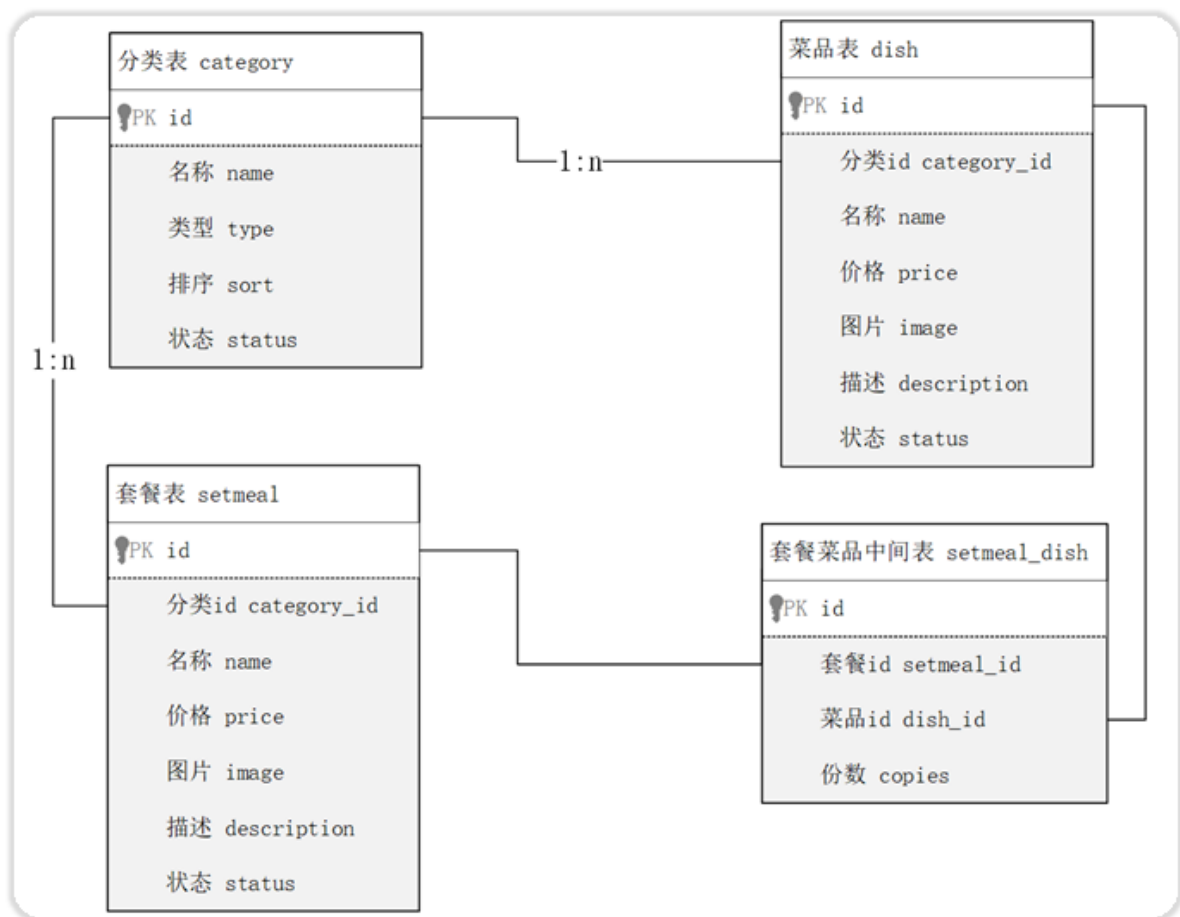 分类表 category
PK id
名称 name
类型 type
排序 sort
状态 status
1:n
菜品表 dish
PK id
分类id category_id
名称 name
价格 price
图片 image
描述 description
状态 status
1:n
套餐表 setmeal
PK id
分类id category_id
名称 name
价格 price
图片 image
描述 description
状态 status
套餐菜品中间表 setmeal_dish
PK id
套餐id setmeal_id
菜品id dish_id
份数 copies